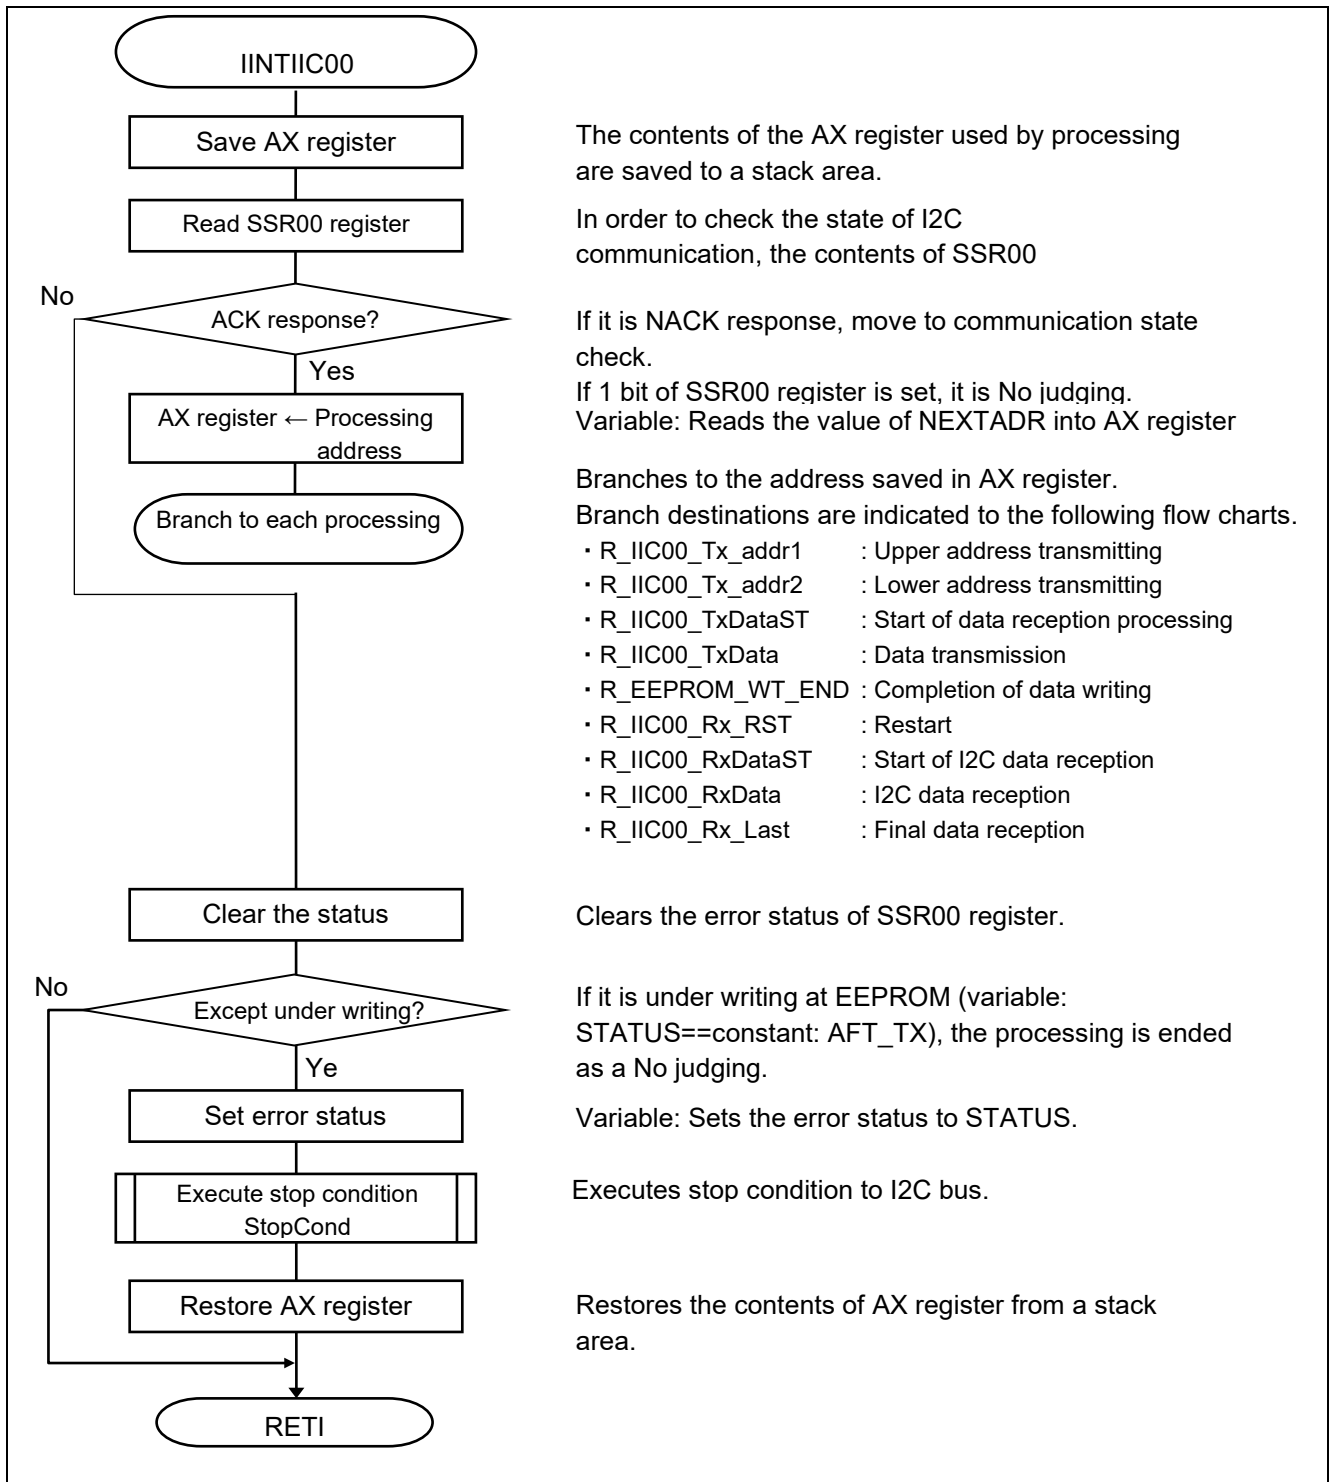 IINTIIC00
Save AX register
The contents of the AX register used by processing
are saved to a stack area.
Read SSR00 register
In order to check the state of I2C
communication, the contents of SSR00
No
ACK response?
If it is NACK response, move to communication state
check.
If 1 bit of SSR00 register is set, it is No judging.
Yes
AX register ← Processing
address
Variable: Reads the value of NEXTADR into AX register
Branch to each processing
Branches to the address saved in AX register.
Branch destinations are indicated to the following flow charts.
・R_IIC00_Tx_addr1 : Upper address transmitting
・R_IIC00_Tx_addr2 : Lower address transmitting
・R_IIC00_TxDataST : Start of data reception processing
・R_IIC00_TxData : Data transmission
・R_EEPROM_WT_END : Completion of data writing
・R_IIC00_Rx_RST : Restart
・R_IIC00_RxDataST : Start of I2C data reception
・R_IIC00_RxData : I2C data reception
・R_IIC00_Rx_Last : Final data reception
Clear the status
Clears the error status of SSR00 register.
No
Except under writing?
If it is under writing at EEPROM (variable:
STATUS==constant: AFT_TX), the processing is ended
as a No judging.
Ye
Set error status
Variable: Sets the error status to STATUS.
Execute stop condition
StopCond
Executes stop condition to I2C bus.
Restore AX register
Restores the contents of AX register from a stack
area.
RETI